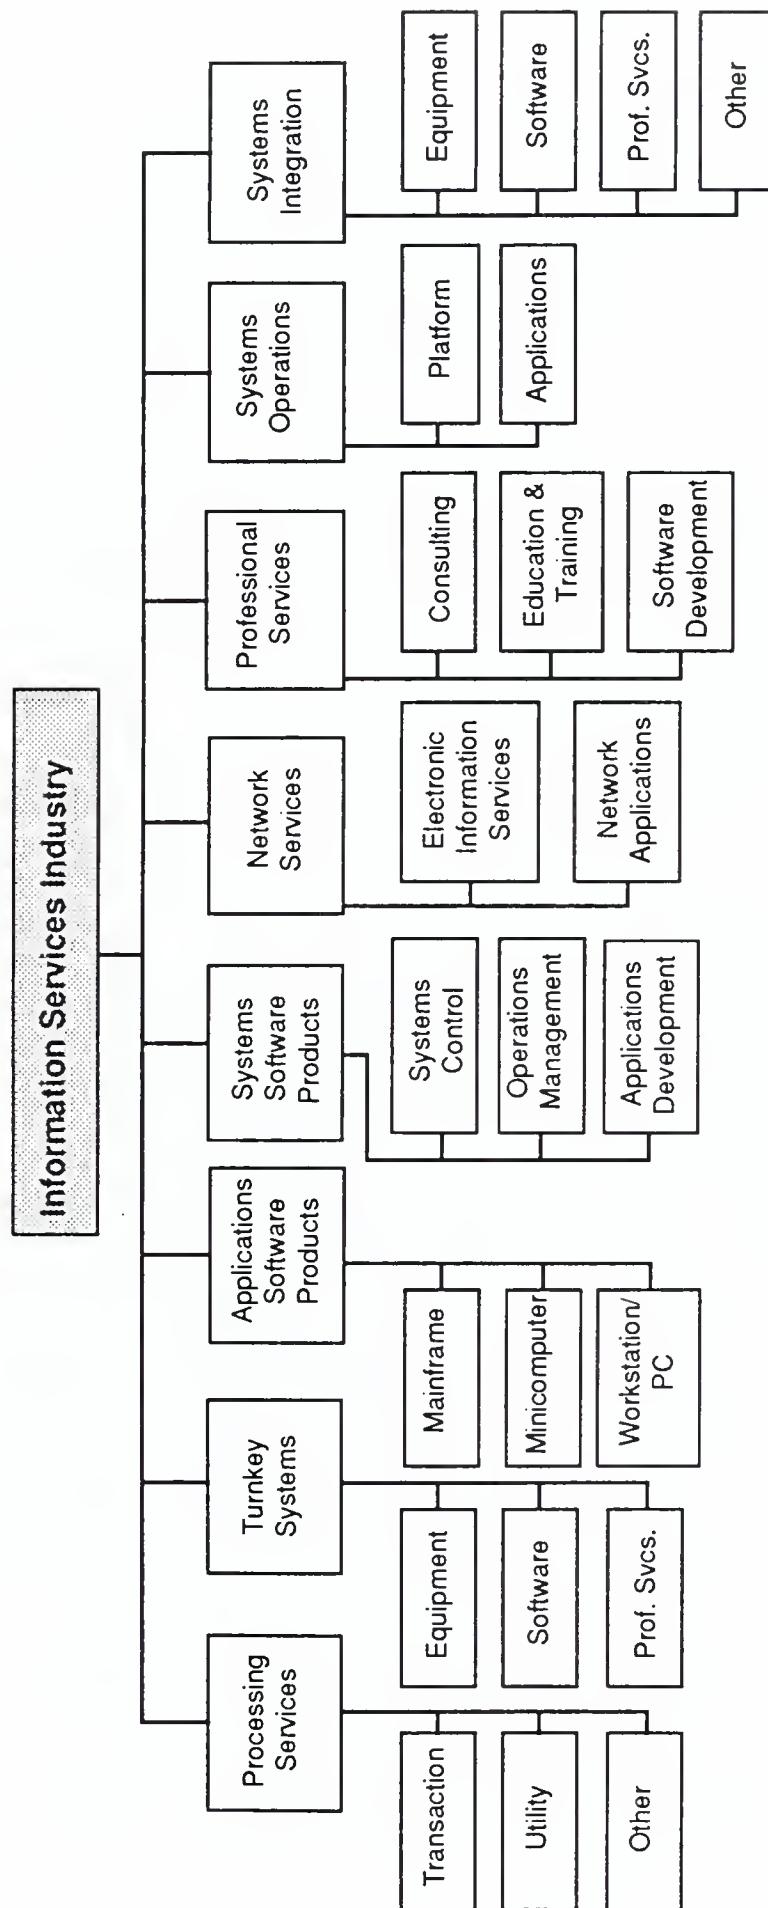 Information Services Industry
Processing
Services
Transaction
Utility
Other
Turnkey
Systems
Equipment
Software
Prof. Svcs.
Applications
Software
Products
Mainframe
Minicomputer
Workstation/
PC
Systems
Software
Products
Systems
Control
Operations
Management
Applications
Development
Network
Services
Electronic
Information
Services
Network
Applications
Professional
Services
Consulting
Education &
Training
Software
Development
Systems
Operations
Platform
Applications
Systems
Integration
Equipment
Software
Prof. Svcs.
Other